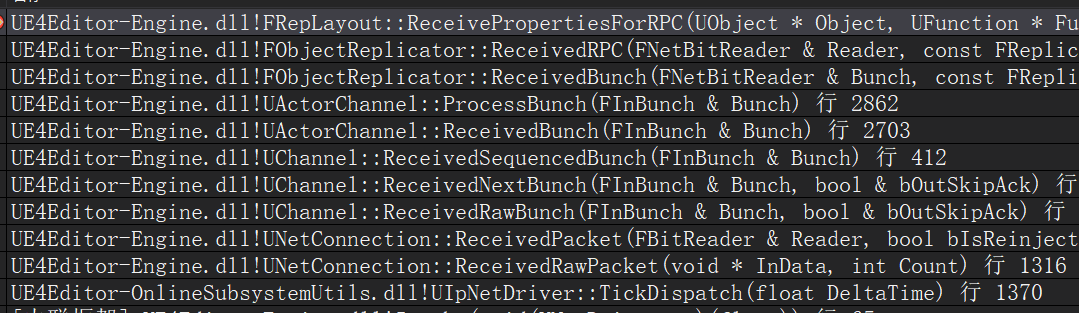 UE4Editor-Engine.dll!FRepLayout::ReceivePropertiesForRPC(UObject * Object, UFunction * Fu
UE4Editor-Engine.dll!FObjectReplicator::ReceivedRPC(FNetBitReader & Reader, const FReplic
UE4Editor-Engine.dll!FObjectReplicator::ReceivedBunch(FNetBitReader & Bunch, const FRepli
UE4Editor-Engine.dll!UActorChannel::ProcessBunch(FInBunch & Bunch) 行 2862
UE4Editor-Engine.dll!UActorChannel::ReceivedBunch(FInBunch & Bunch) 行 2703
UE4Editor-Engine.dll!UChannel::ReceivedSequencedBunch(FInBunch & Bunch) 行 412
UE4Editor-Engine.dll!UChannel::ReceivedNextBunch(FInBunch & Bunch, bool & bOutSkipAck) 行
UE4Editor-Engine.dll!UChannel::ReceivedRawBunch(FInBunch & Bunch, bool & bOutSkipAck) 行
UE4Editor-Engine.dll!UNetConnection::ReceivedPacket(FBitReader & Reader, bool bIsReinject
UE4Editor-Engine.dll!UNetConnection::ReceivedRawPacket(void * InData, int Count) 行 1316
UE4Editor-OnlineSubsystemUtils.dll!UIpNetDriver::TickDispatch(float DeltaTime) 行 1370